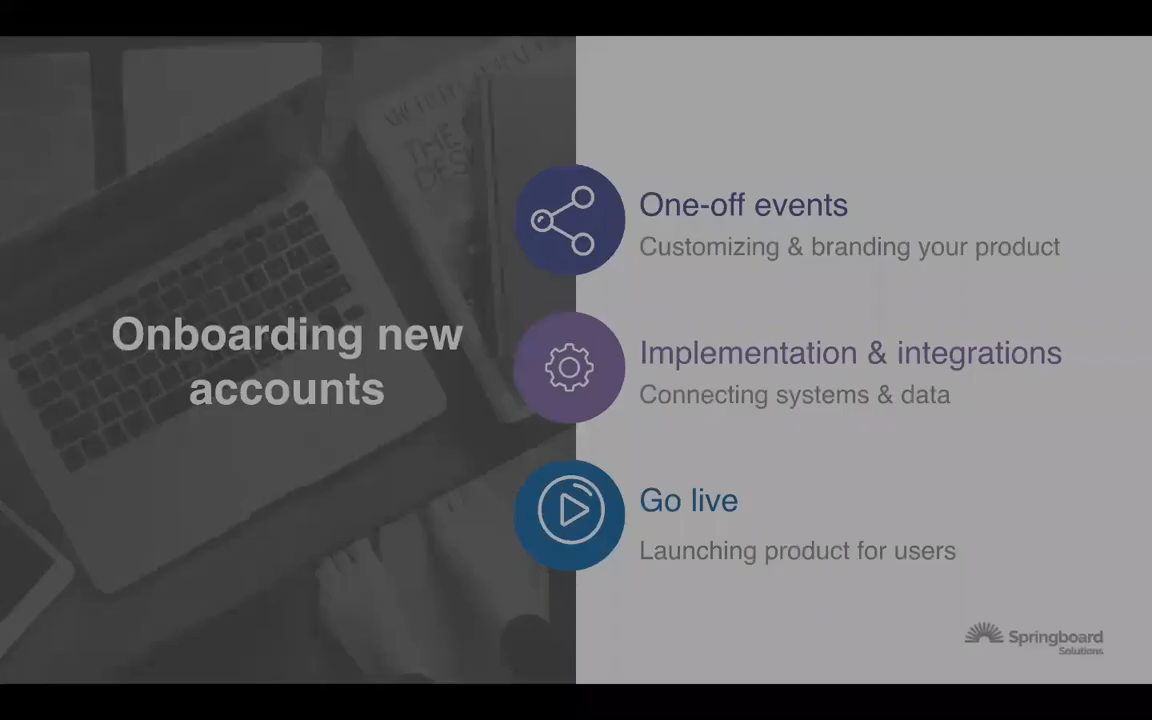 Onboarding new
accounts
One-off events
Customizing & branding your product
Implementation & integrations
Connecting systems & data
Go live
Launching product for users
Springboard
Solutions
THE